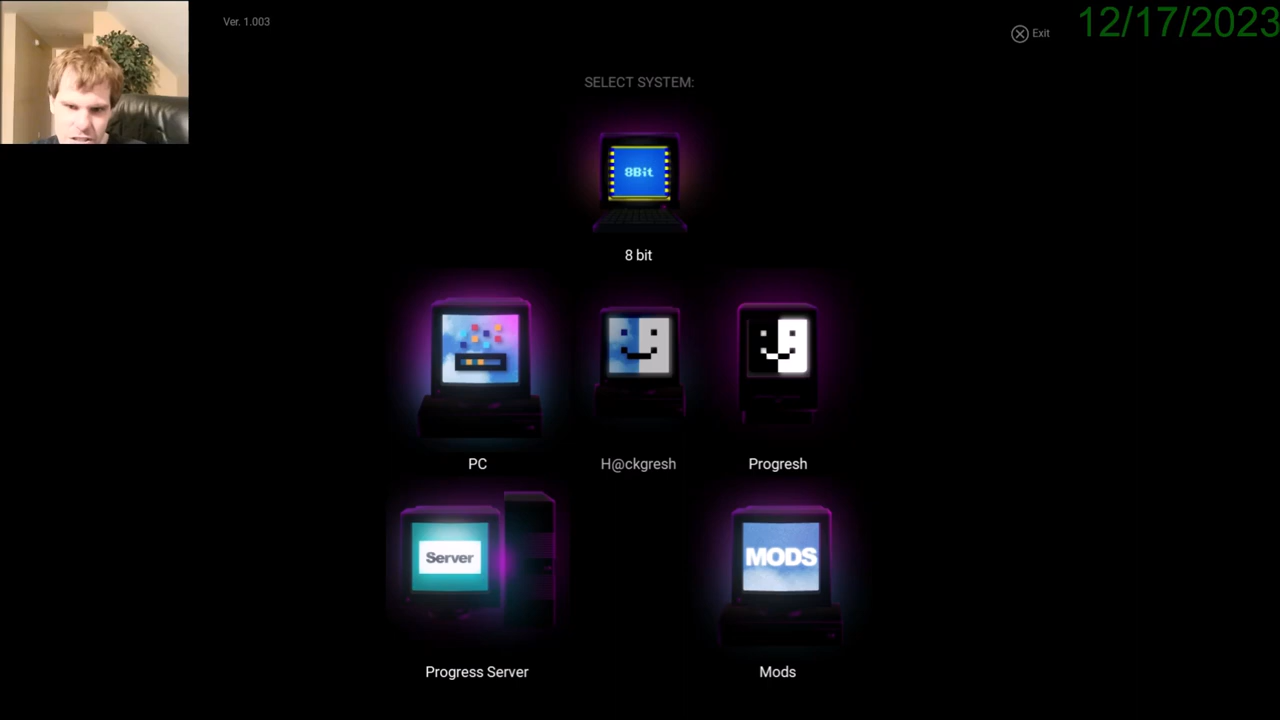 Ver. 1.003
Exit
12/17/2023
SELECT SYSTEM:
8Bit
8 bit
PC
H@ckgresh
Progresh
Server
MODS
Progress Server
Mods